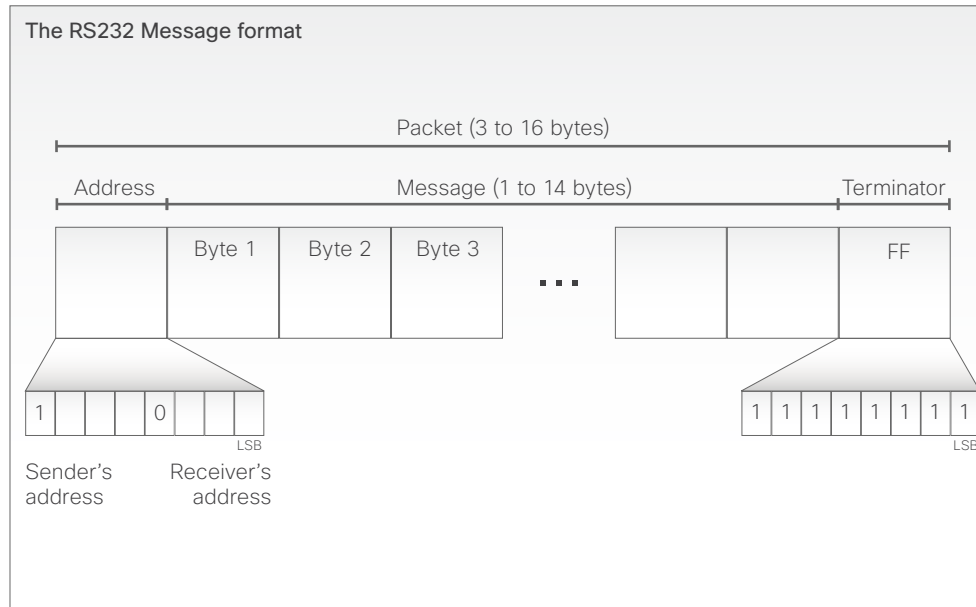 The RS232 Message format
Packet (3 to 16 bytes)
Address Message (1 to 14 bytes) Terminator
Byte 1 Byte 2 Byte 3 FF
...
1 0 1 1 1 1 1 1 1 1
LSB LSB
Sender's Receiver's
address address